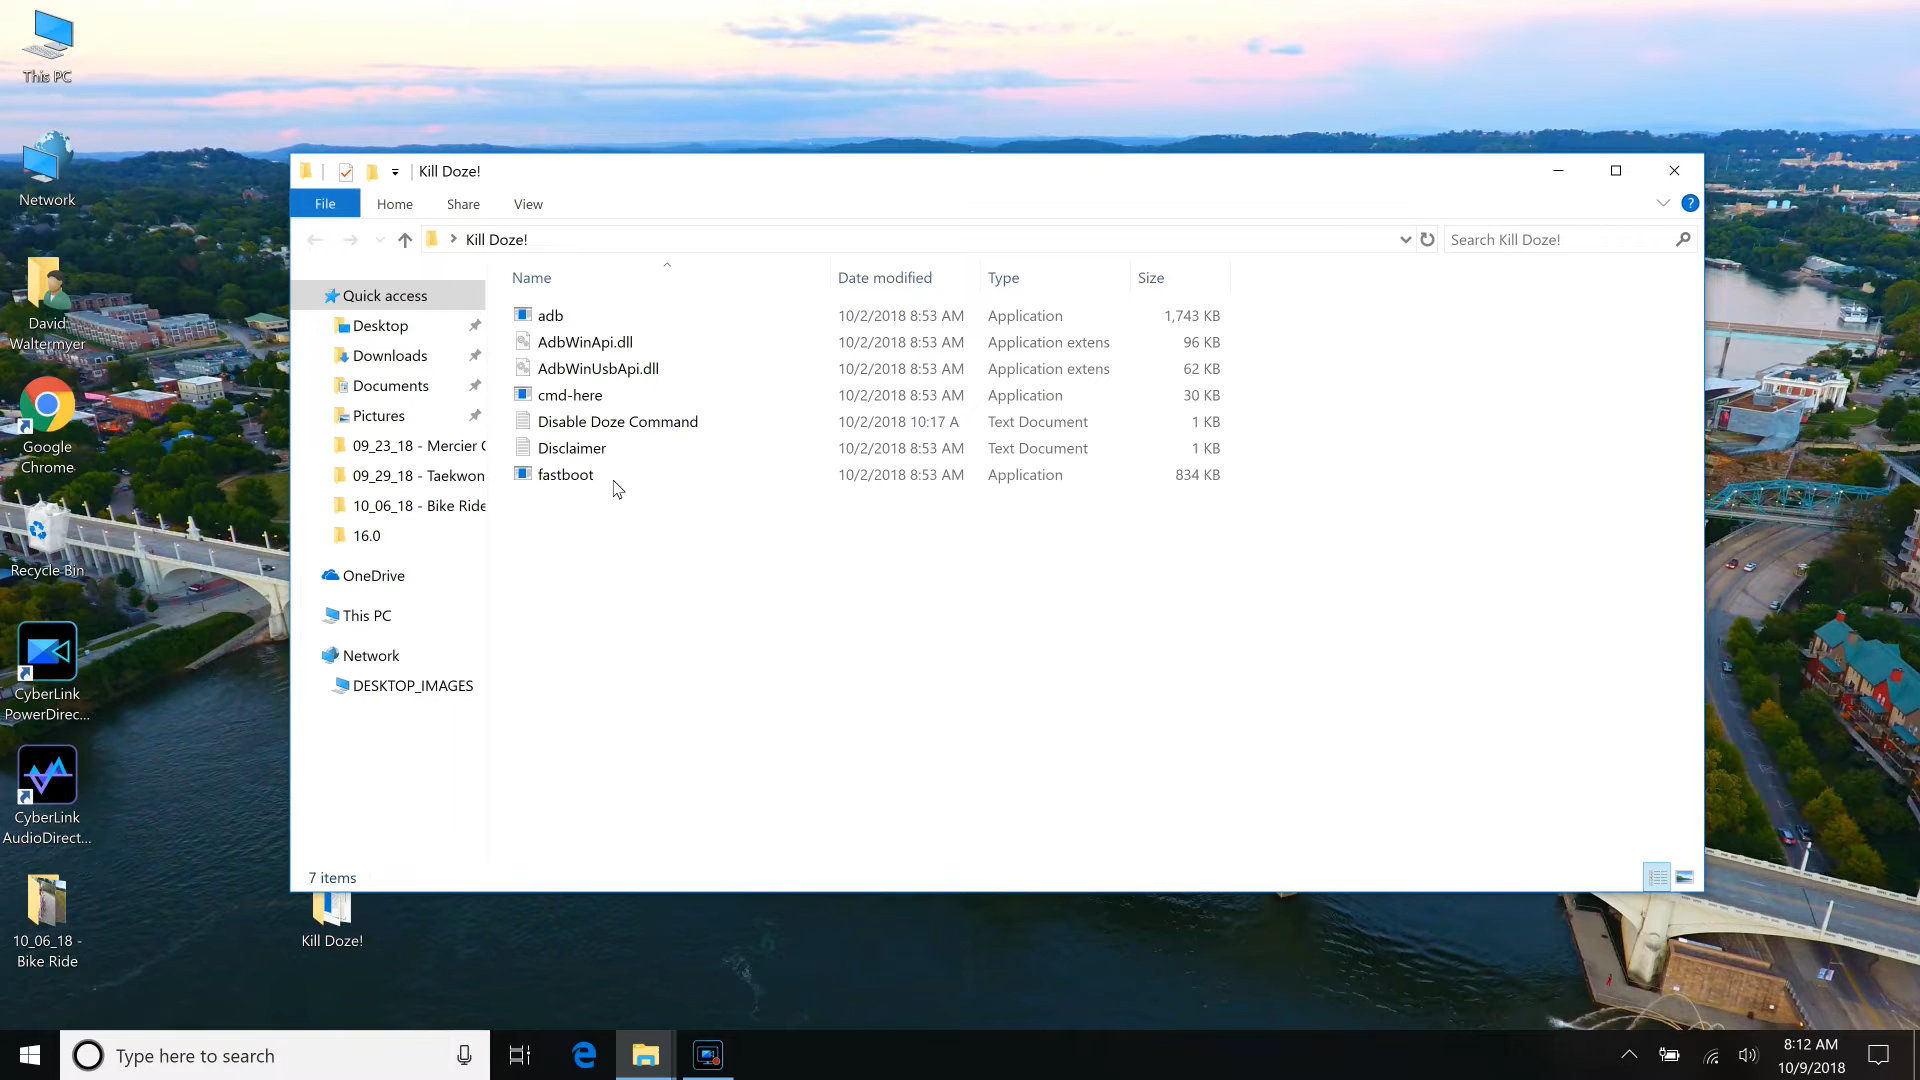 This PC
Network
David
Waltermyer
Google
Chrome
Recycle Bin
CyberLink
PowerDirec...
CyberLink
AudioDirect...
10_06_18 -
Bike Ride
Kill Doze!
Kill Doze!
File Home Share View
?
Kill Doze!
Search Kill Doze!
Quick access
Desktop
Downloads
Documents
Pictures
09_23_18 - Mercier
09_29_18 - Taekwon
10_06_18 - Bike Ride
16.0
OneDrive
This PC
Network
DESKTOP_IMAGES
Name Date modified Type Size
adb 10/2/2018 8:53 AM Application 1,743 KB
AdbWinApi.dll 10/2/2018 8:53 AM Application extens 96 KB
AdbWinUsbApi.dll 10/2/2018 8:53 AM Application extens 62 KB
cmd-here 10/2/2018 8:53 AM Application 30 KB
Disable Doze Command 10/2/2018 10:17 A Text Document 1 KB
Disclaimer 10/2/2018 8:53 AM Text Document 1 KB
fastboot 10/2/2018 8:53 AM Application 834 KB
7 items
Type here to search
8:12 AM
10/9/2018